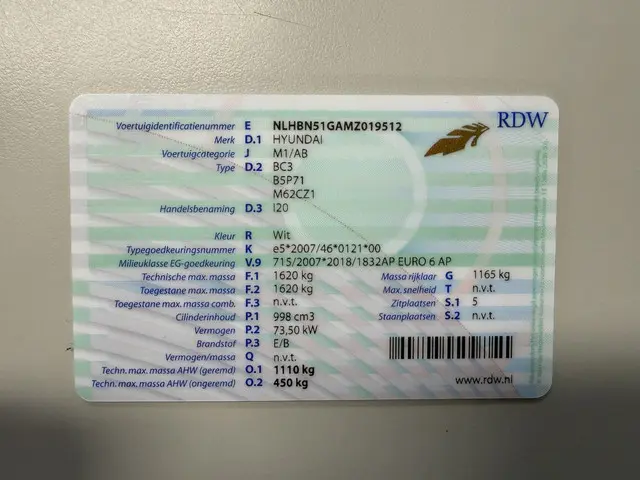 RDW
Voertuigidentificatienummer E NLHBN51GAMZ019512
Merk D.1 HYUNDAI
Voertuigcategorie J M1/AB
Type D.2 BC3
B5P71
M62CZ1
Handelsbenaming D.3 I20
Kleur R Wit
Typegoedkeuringsnummer K e5*2007/46*0121*00
Milieuklasse EG-goedkeuring V.9 715/2007*2018/1832AP EURO 6 AP
Technische max. massa F.1 1620 kg Massa rijklaar G 1165 kg
Toegestane max. massa F.2 1620 kg Max. snelheid T n.v.t.
Toegestane max. massa comb. F.3 n.v.t. Zitplaatsen S.1 5
Cilinderinhoud P.1 998 cm3 Staanplaatsen S.2 n.v.t.
Vermogen P.2 73,50 kW
Brandstof P.3 E/B
Vermogen/massa Q n.v.t.
Techn. max. massa AHW (geremd) O.1 1110 kg
Techn. max. massa AHW (ongeremd) O.2 450 kg
www.rdw.nl